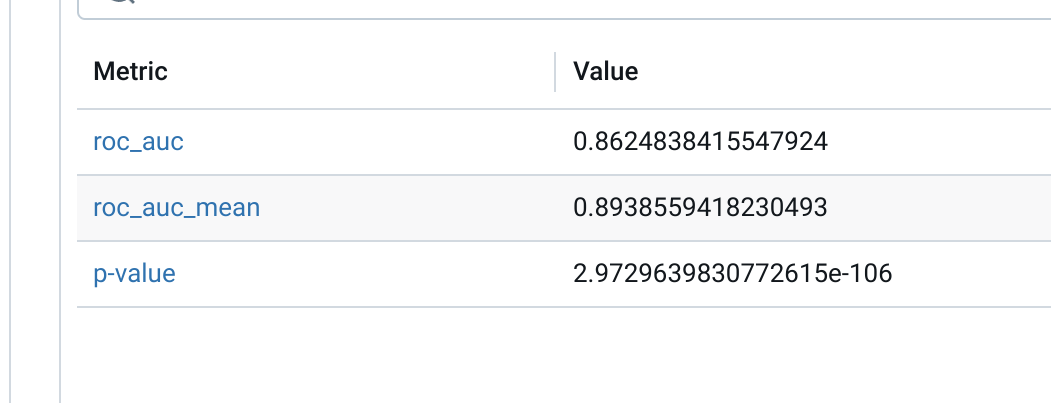 Metric Value
roc_auc 0.8624838415547924
roc_auc_mean 0.8938559418230493
p-value 2.9729639830772615e-106